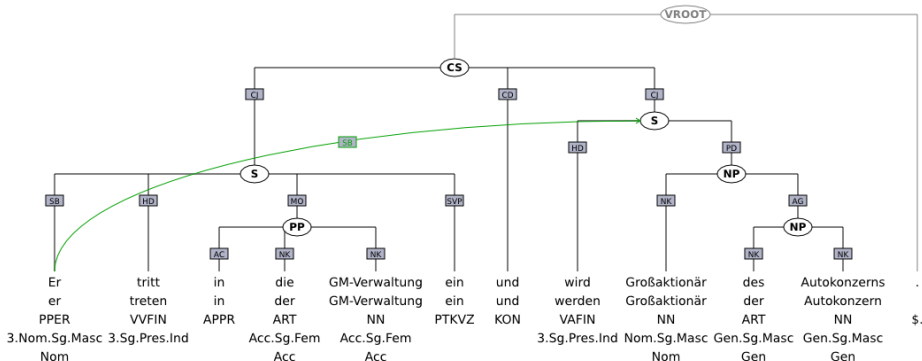 VROOT
CS
CJ CD CJ
S
SB
HD PD
S NP
SB HD MO SVP NK AG
PP NP
AC NK NK NK NK
Er tritt in die GM-Verwaltung ein und wird Großaktionär des Autokonzerns .
er treten in der GM-Verwaltung ein und werden Großaktionär der Autokonzern .
PPER VVFIN APPR ART NN PTKVZ KON VAFIN NN ART NN $.
3.Nom.Sg.Masc 3.Sg.Pres.Ind Acc.Sg.Fem Acc.Sg.Fem 3.Sg.Pres.Ind Nom.Sg.Masc Gen.Sg.Masc Gen.Sg.Masc
Nom Acc Acc Nom Gen Gen